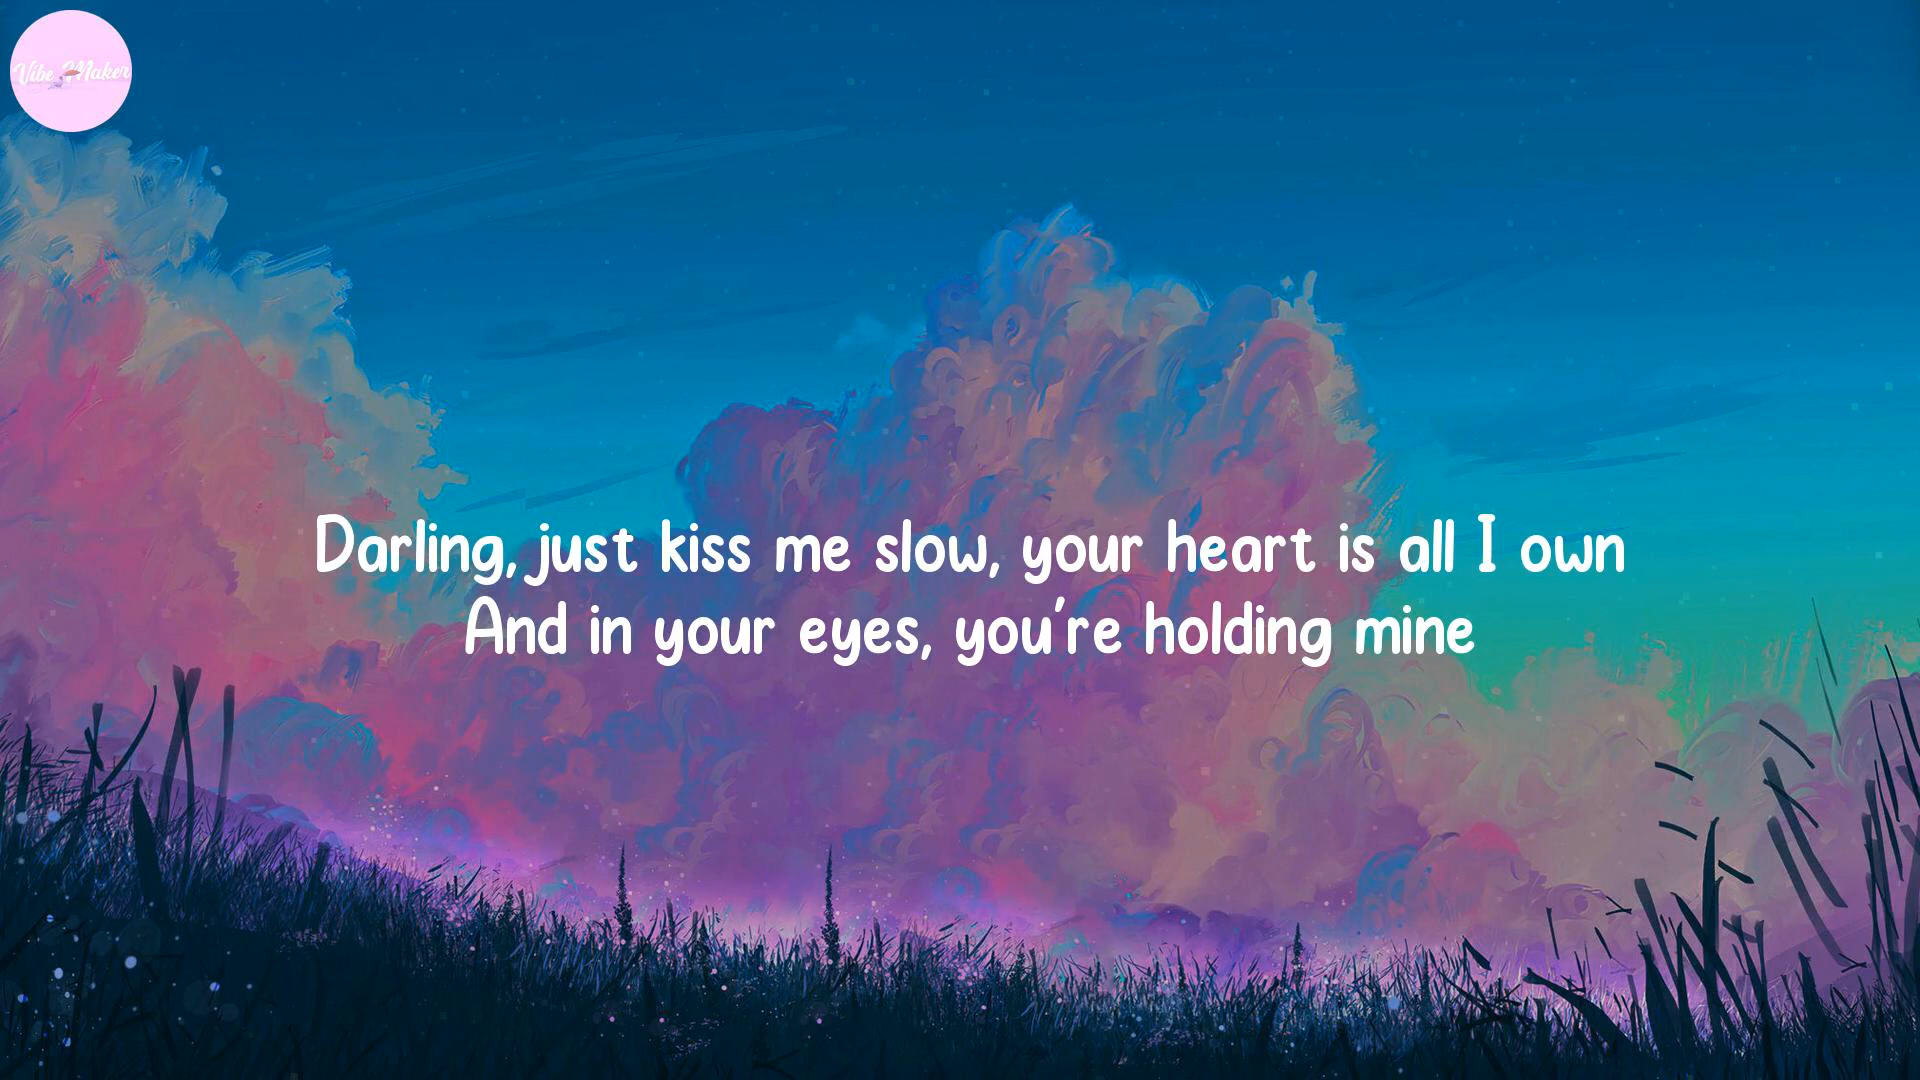 Vibe Maker
Darling, just kiss me slow, your heart is all I own
And in your eyes, you're holding mine